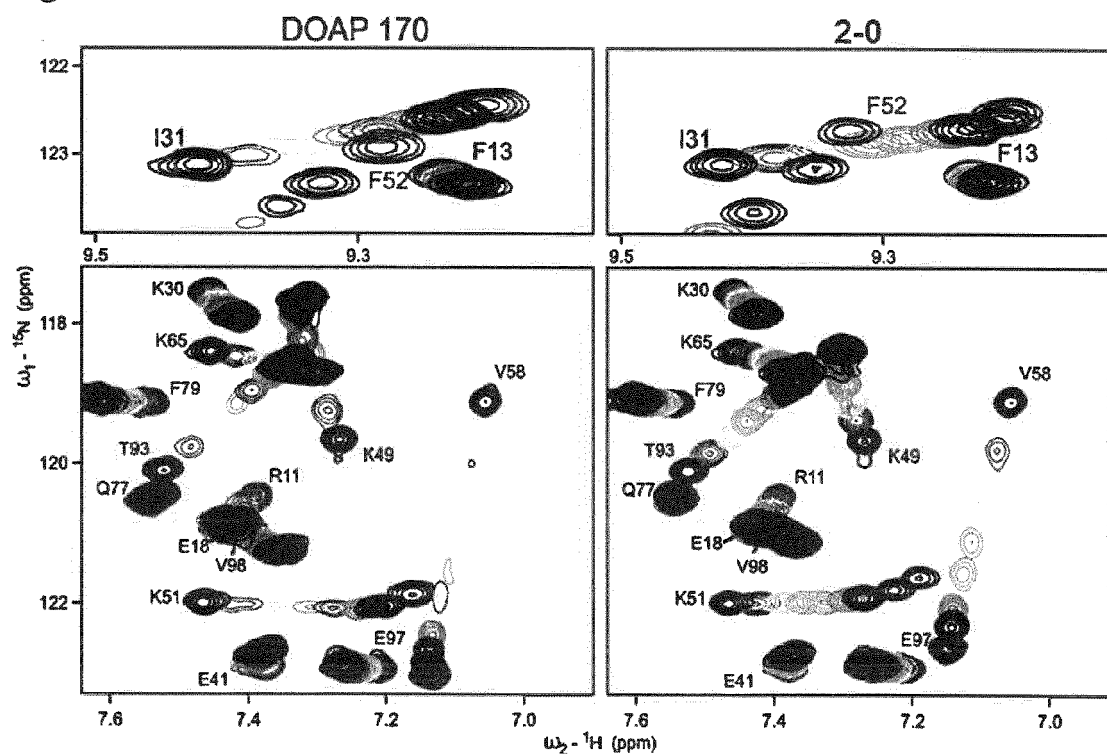 DOAP 170
2-0
122
123
I31
F52
F13
I31
F52
F13
9.5
9.3
9.5
9.3
ω₁ - ¹⁵N (ppm)
118
120
122
K30
K65
F79
V58
T93
K49
Q77
R11
E18
V98
K51
E97
E41
K30
K65
F79
V58
T93
K49
Q77
R11
E18
V98
K51
E97
E41
7.6
7.4
7.2
7.0
7.6
7.4
7.2
7.0
ω₂ - ¹H (ppm)